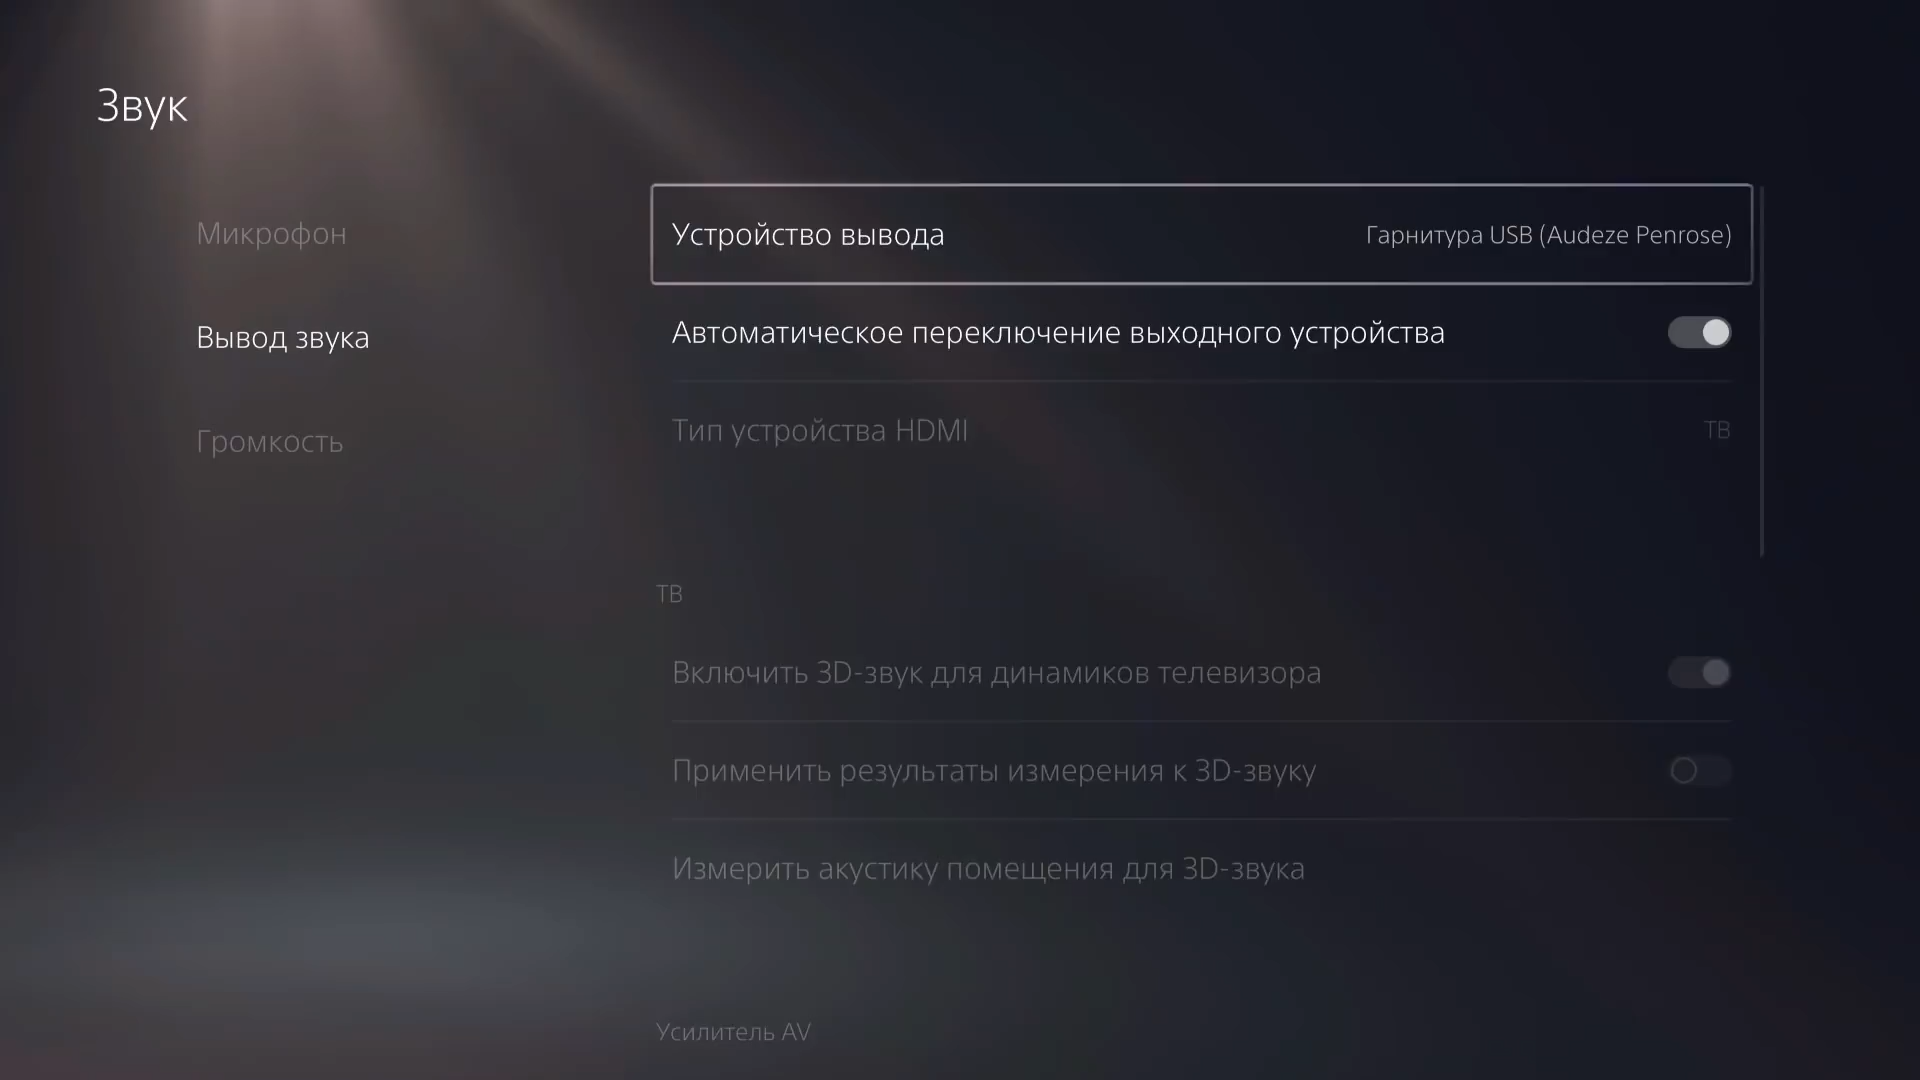 Звук
Микрофон
Вывод звука
Громкость
Устройство вывода Гарнитура USB (Audeze Penrose)
Автоматическое переключение выходного устройства
Тип устройства HDMI ТВ
ТВ
Включить 3D-звук для динамиков телевизора
Применить результаты измерения к 3D-звуку
Измерить акустику помещения для 3D-звука
Усилитель AV